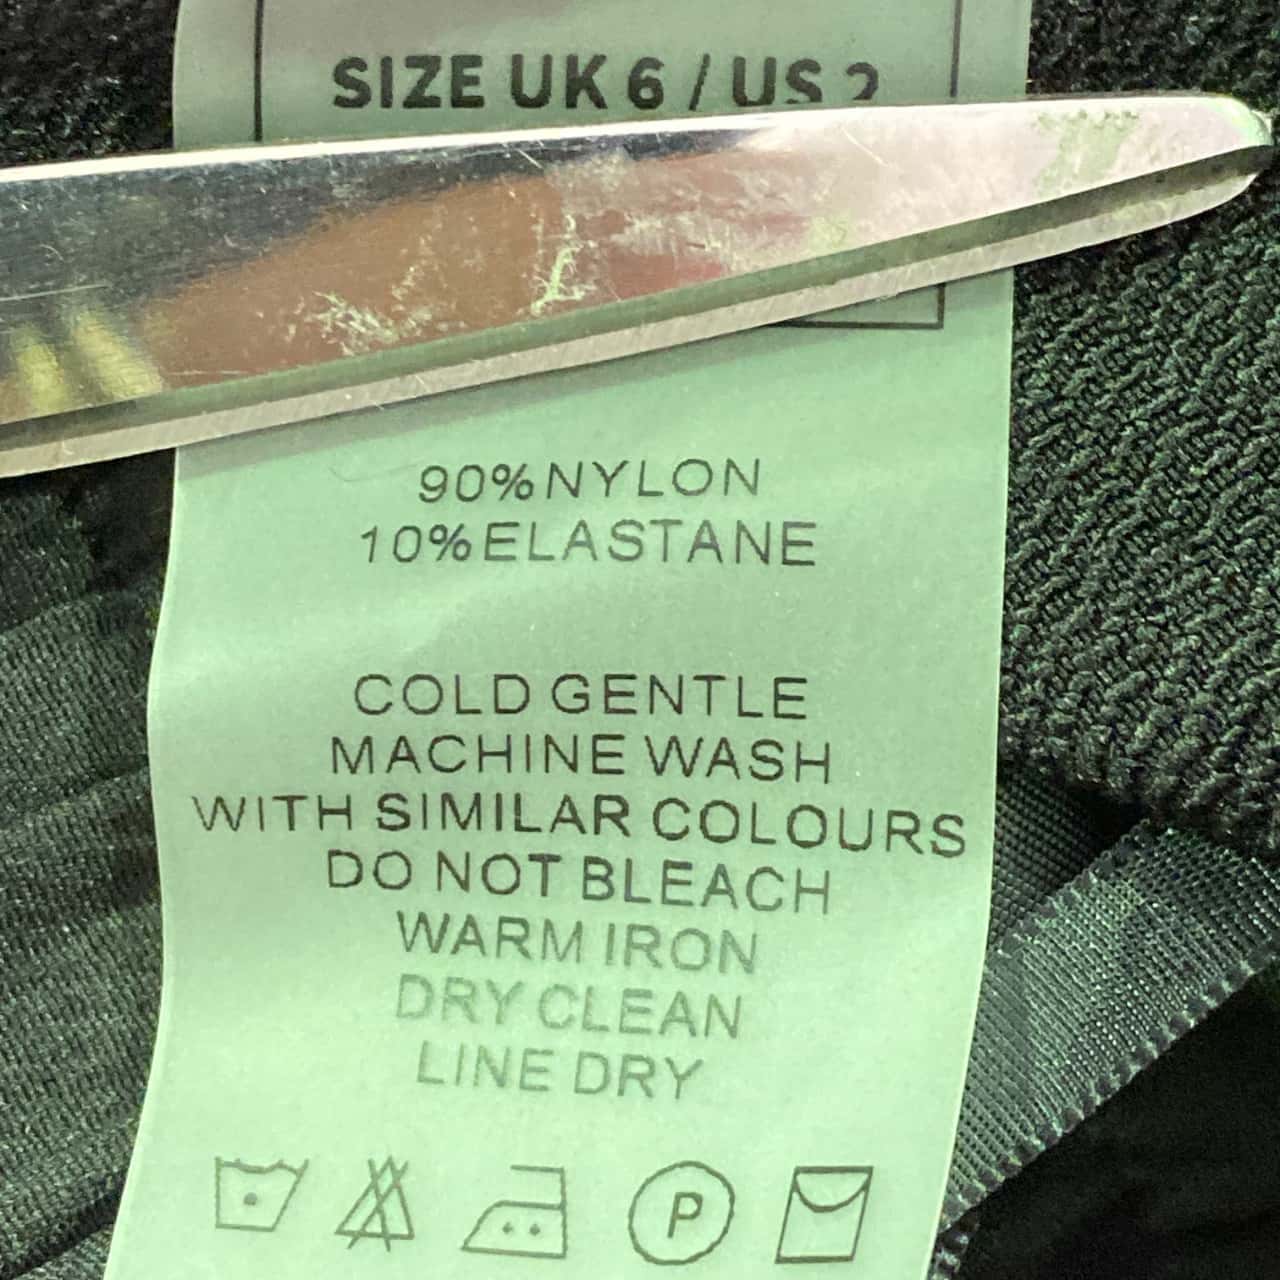 SIZE UK 6 / US 2
90%NYLON
10%ELASTANE
COLD GENTLE
MACHINE WASH
WITH SIMILAR COLOURS
DO NOT BLEACH
WARM IRON
DRY CLEAN
LINE DRY
P